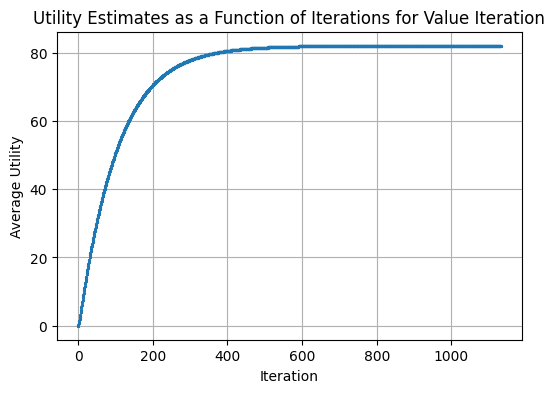 Utility Estimates as a Function of Iterations for Value Iteration
80
60
40
20
0
Average Utility
0 200 400 600 800 1000
Iteration